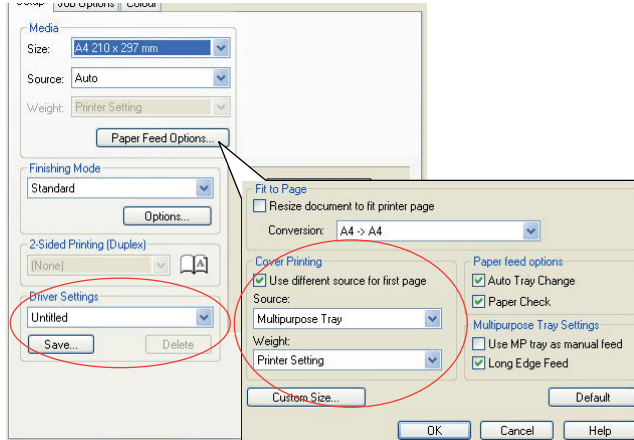 Setup Job Options Colour
Media
Size: A4 210 x 297 mm
Source: Auto
Weight: Printer Setting
Paper Feed Options...
Finishing Mode
Standard
Options...
2-Sided Printing (Duplex)
(None)
A
Driver Settings
Untitled
Save... Delete
Fit to Page
Resize document to fit printer page
Conversion: A4 -> A4
Cover Printing
Use different source for first page
Source:
Multipurpose Tray
Weight:
Printer Setting
Custom Size...
Paper feed options
Auto Tray Change
Paper Check
Multipurpose Tray Settings
Use MP tray as manual feed
Long Edge Feed
Default
OK Cancel Help